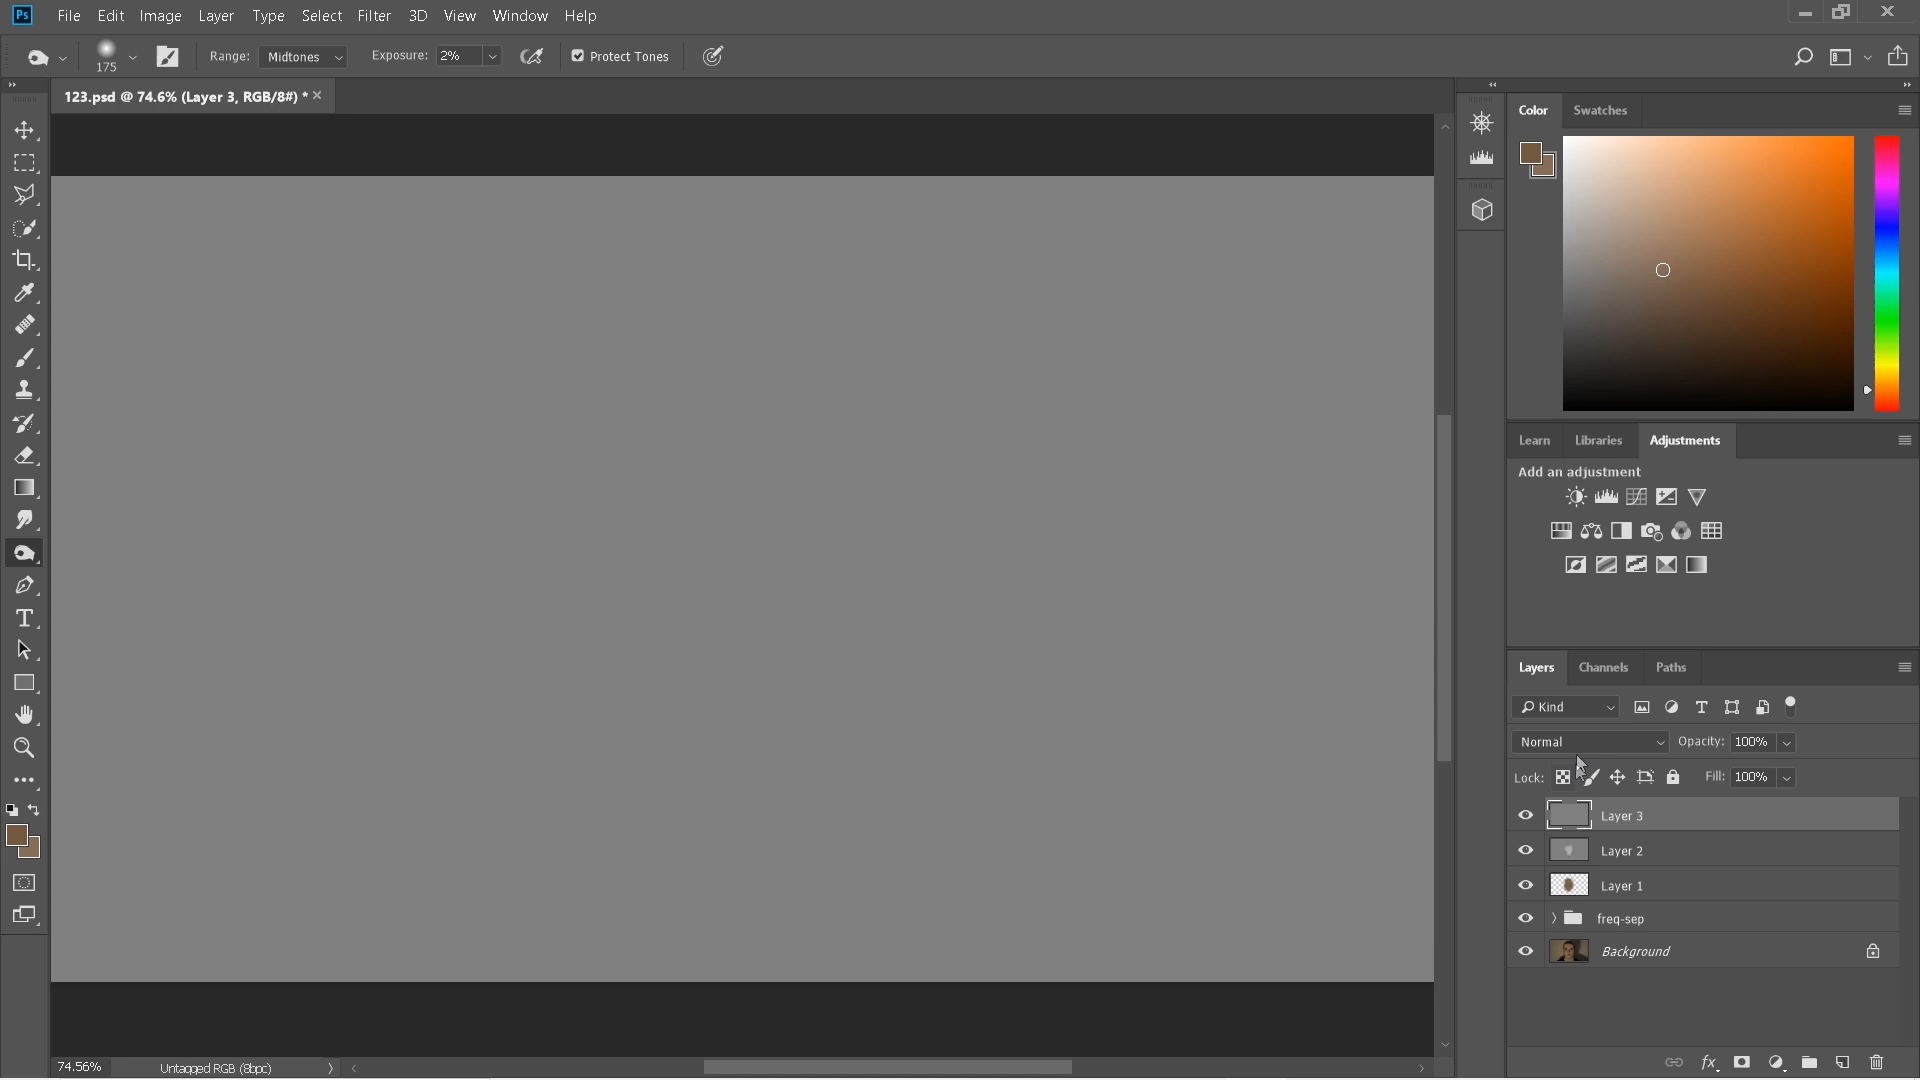 Ps File Edit Image Layer Type Select Filter 3D View Window Help
175 Range: Midtones Exposure: 2% Protect Tones
123.psd @ 74.6% (Layer 3, RGB/8#) *
Color Swatches
Learn Libraries Adjustments
Add an adjustment
Layers Channels Paths
Kind
Normal Opacity: 100%
Lock: Fill: 100%
Layer 3
Layer 2
Layer 1
freq-sep
Background
74.56% Untagged RGB (8bpc)